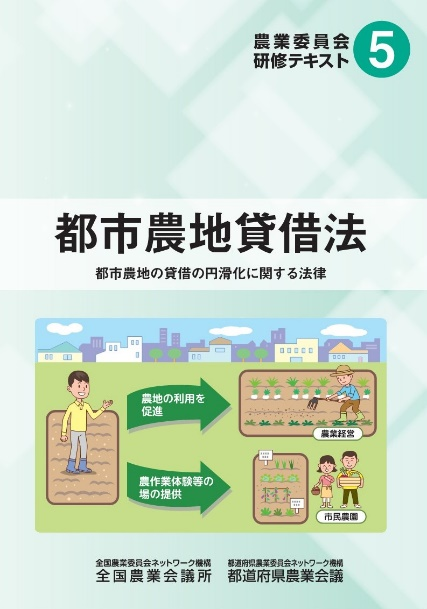 農業委員会
研修テキスト
5
都市農地貸借法
都市農地の貸借の円滑化に関する法律
農地の利用を
促進
農業経営
農作業体験等の
場の提供
市民農園
全国農業委員会ネットワーク機構
全国農業会議所
都道府県農業委員会ネットワーク機構
都道府県農業会議